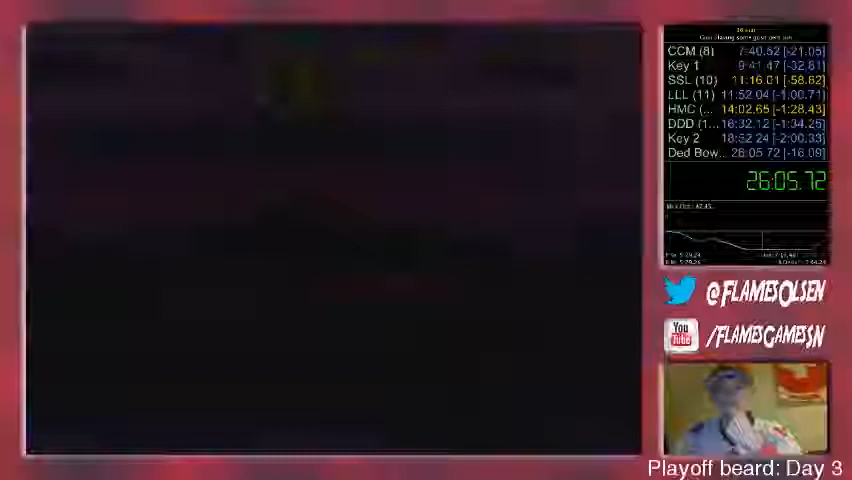 CCM (8) 7:40.52 [-21.05]
Key 1 9:41.47 [-32.81]
SSL (10) 11:16.01 [-58.62]
LLL (11) 11:52.04 [-1:00.71]
HMC (... 14:02.65 [-1:28.43]
DDD (1... 16:32.12 [-1:34.25]
Key 2 18:52.24 [-2:00.33]
Ded Bow... 26:05.72 [-16.09]
26:05.72
@FLAMESOLSEN
You Tube /FLAMESGAMESSN
Playoff beard: Day 3